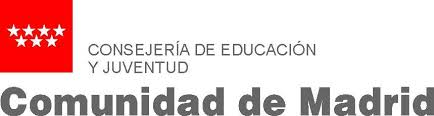 CONSEJERÍA DE EDUCACIÓN
Y JUVENTUD
Comunidad de Madrid